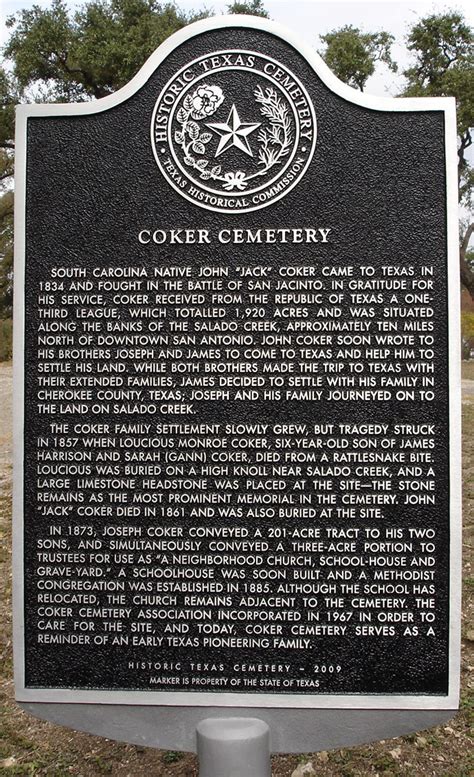 HISTORIC TEXAS CEMETERY
TEXAS HISTORICAL COMMISSION
COKER CEMETERY
SOUTH CAROLINA NATIVE JOHN "JACK" COKER CAME TO TEXAS IN
1834 AND FOUGHT IN THE BATTLE OF SAN JACINTO. IN GRATITUDE FOR
HIS SERVICE, COKER RECEIVED FROM THE REPUBLIC OF TEXAS A ONE-
THIRD LEAGUE, WHICH TOTALLED 1,920 ACRES AND WAS SITUATED
ALONG THE BANKS OF THE SALADO CREEK, APPROXIMATELY TEN MILES
NORTH OF DOWNTOWN SAN ANTONIO. JOHN COKER SOON WROTE TO
HIS BROTHERS JOSEPH AND JAMES TO COME TO TEXAS AND HELP HIM TO
SETTLE HIS LAND. WHILE BOTH BROTHERS MADE THE TRIP TO TEXAS WITH
THEIR EXTENDED FAMILIES, JAMES DECIDED TO SETTLE WITH HIS FAMILY IN
CHEROKEE COUNTY, TEXAS; JOSEPH AND HIS FAMILY JOURNEYED ON TO
THE LAND ON SALADO CREEK.
THE COKER FAMILY SETTLEMENT SLOWLY GREW, BUT TRAGEDY STRUCK
IN 1857 WHEN LOUCIOUS MONROE COKER, SIX-YEAR-OLD SON OF JAMES
HARRISON AND SARAH (GANN) COKER, DIED FROM A RATTLESNAKE BITE.
LOUCIOUS WAS BURIED ON A HIGH KNOLL NEAR SALADO CREEK, AND A
LARGE LIMESTONE HEADSTONE WAS PLACED AT THE SITE—THE STONE
REMAINS AS THE MOST PROMINENT MEMORIAL IN THE CEMETERY. JOHN
"JACK" COKER DIED IN 1861 AND WAS ALSO BURIED AT THE SITE.
IN 1873, JOSEPH COKER CONVEYED A 201-ACRE TRACT TO HIS TWO
SONS, AND SIMULTANEOUSLY CONVEYED A THREE-ACRE PORTION TO
TRUSTEES FOR USE AS "A NEIGHBORHOOD CHURCH, SCHOOL-HOUSE AND
GRAVE-YARD." A SCHOOLHOUSE WAS SOON BUILT AND A METHODIST
CONGREGATION WAS ESTABLISHED IN 1885. ALTHOUGH THE SCHOOL HAS
RELOCATED, THE CHURCH REMAINS ADJACENT TO THE CEMETERY. THE
COKER CEMETERY ASSOCIATION INCORPORATED IN 1967 IN ORDER TO
CARE FOR THE SITE, AND TODAY, COKER CEMETERY SERVES AS A
REMINDER OF AN EARLY TEXAS PIONEERING FAMILY.
HISTORIC TEXAS CEMETERY – 2009
MARKER IS PROPERTY OF THE STATE OF TEXAS